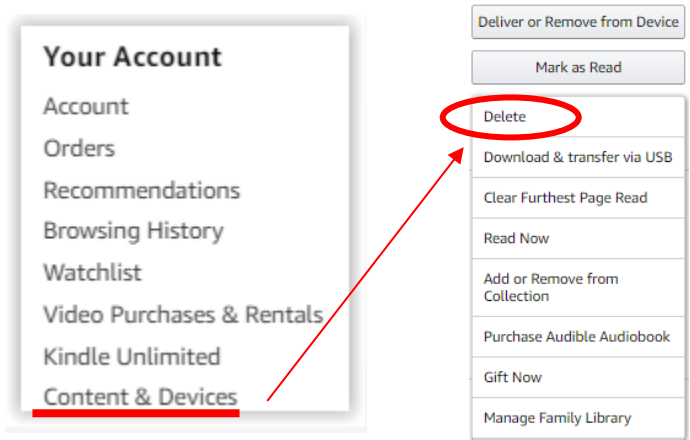 Your Account
Account
Orders
Recommendations
Browsing History
Watchlist
Video Purchases & Rentals
Kindle Unlimited
Content & Devices
Deliver or Remove from Device
Mark as Read
Delete
Download & transfer via USB
Clear Furthest Page Read
Read Now
Add or Remove from
Collection
Purchase Audible Audiobook
Gift Now
Manage Family Library